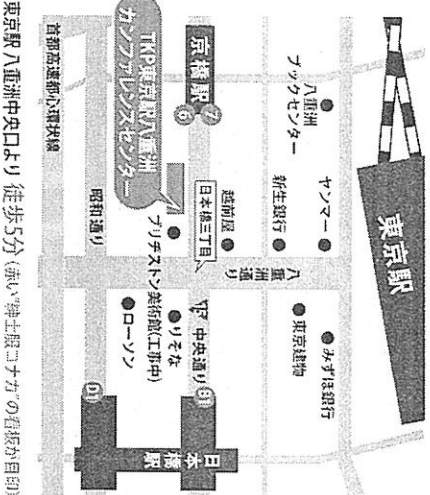 東京駅
八重洲
ブックセンター
ヤンマー
みずほ銀行
新生銀行
東京建物
八重洲通り
越前屋
日本橋三丁目
京橋駅
7
6
中央通り
B1
りそな
ブリヂストン美術館(工事中)
ローソン
日本橋駅
D1
TKP東京駅八重洲
カンファレンスセンター
昭和通り
首都高速都心環状線
東京駅八重洲中央口より 徒歩5分 (赤い"紳士服コナカ"の看板が目印)